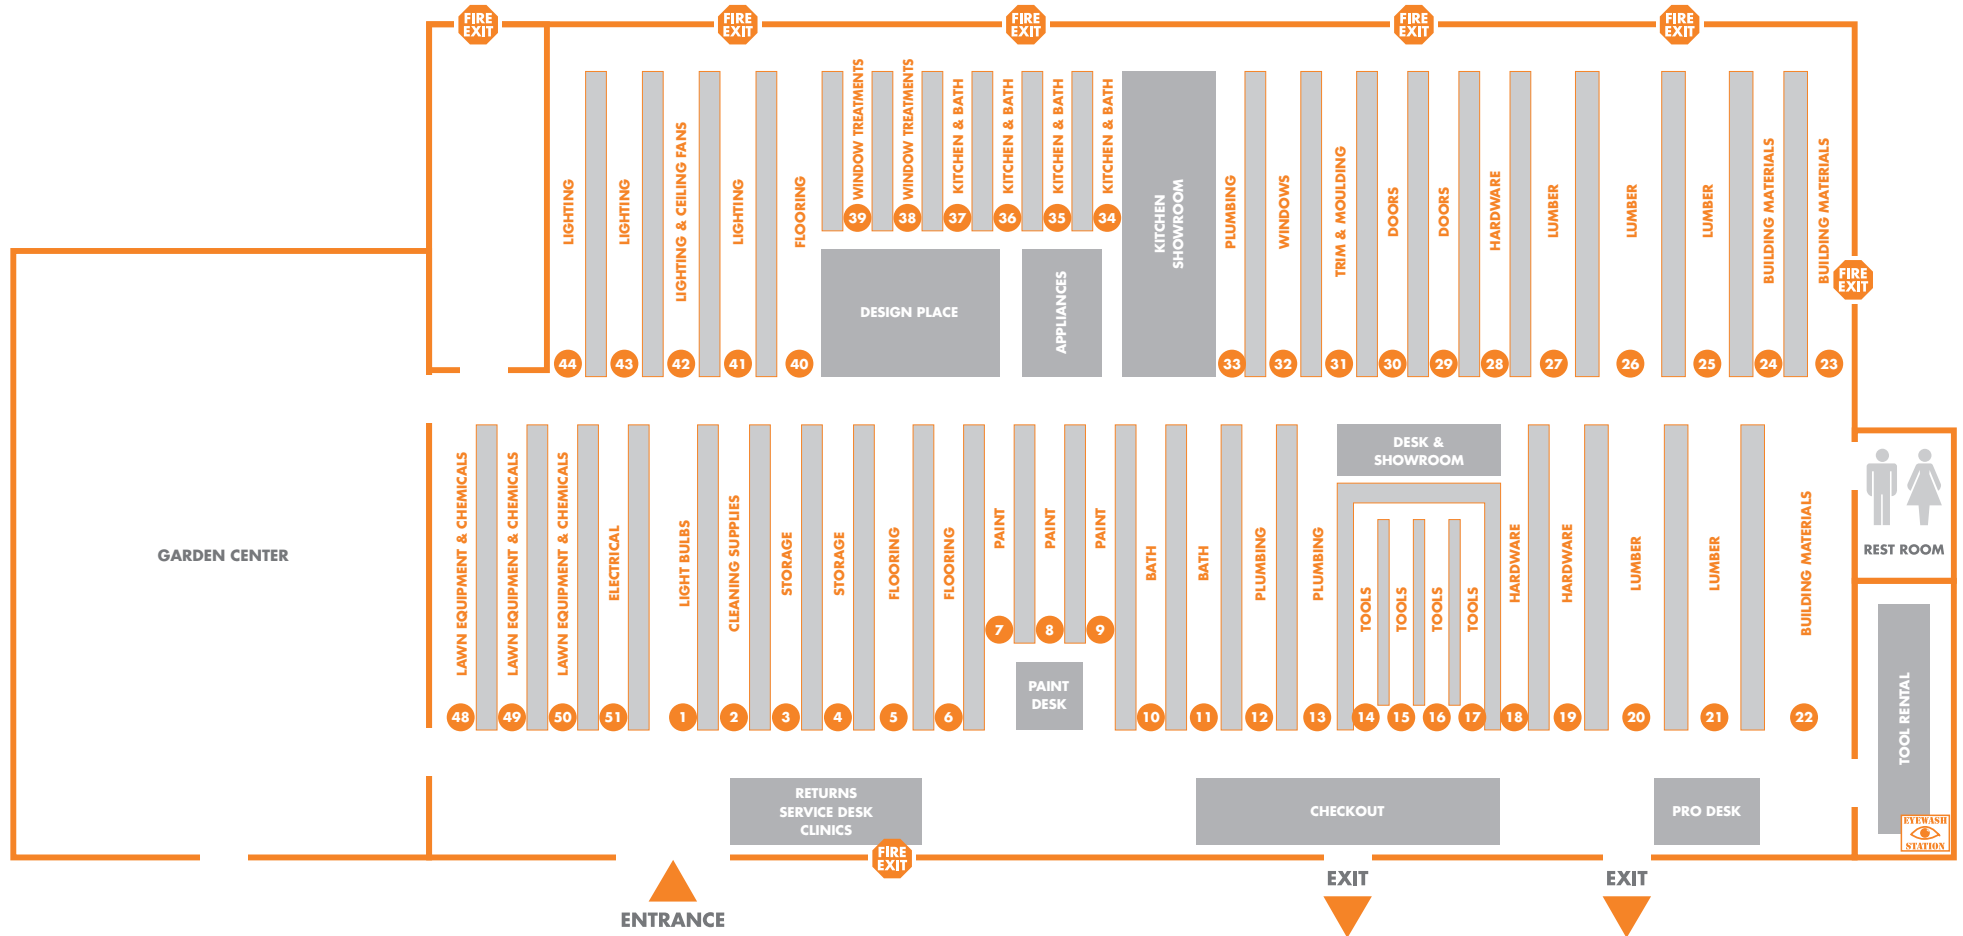 FIRE
EXIT
FIRE
EXIT
FIRE
EXIT
FIRE
EXIT
FIRE
EXIT
LIGHTING
LIGHTING
LIGHTING & CEILING FANS
LIGHTING
FLOORING
WINDOW TREATMENTS
WINDOW TREATMENTS
KITCHEN & BATH
KITCHEN & BATH
KITCHEN & BATH
KITCHEN & BATH
KITCHEN
SHOWROOM
PLUMBING
WINDOWS
TRIM & MOULDING
DOORS
DOORS
HARDWARE
LUMBER
LUMBER
LUMBER
BUILDING MATERIALS
BUILDING MATERIALS
39
38
37
36
35
34
FIRE
EXIT
DESIGN PLACE
APPLIANCES
44
43
42
41
40
33
32
31
30
29
28
27
26
25
24
23
GARDEN CENTER
LAWN EQUIPMENT & CHEMICALS
LAWN EQUIPMENT & CHEMICALS
LAWN EQUIPMENT & CHEMICALS
ELECTRICAL
LIGHT BULBS
CLEANING SUPPLIES
STORAGE
STORAGE
FLOORING
FLOORING
PAINT
PAINT
PAINT
BATH
BATH
PLUMBING
PLUMBING
DESK &
SHOWROOM
TOOLS
TOOLS
TOOLS
TOOLS
HARDWARE
HARDWARE
LUMBER
LUMBER
BUILDING MATERIALS
REST ROOM
7
8
9
PAINT
DESK
48
49
50
51
1
2
3
4
5
6
10
11
12
13
14
15
16
17
18
19
20
21
22
TOOL RENTAL
RETURNS
SERVICE DESK
CLINICS
CHECKOUT
PRO DESK
EYEWASH
STATION
FIRE
EXIT
ENTRANCE
EXIT
EXIT